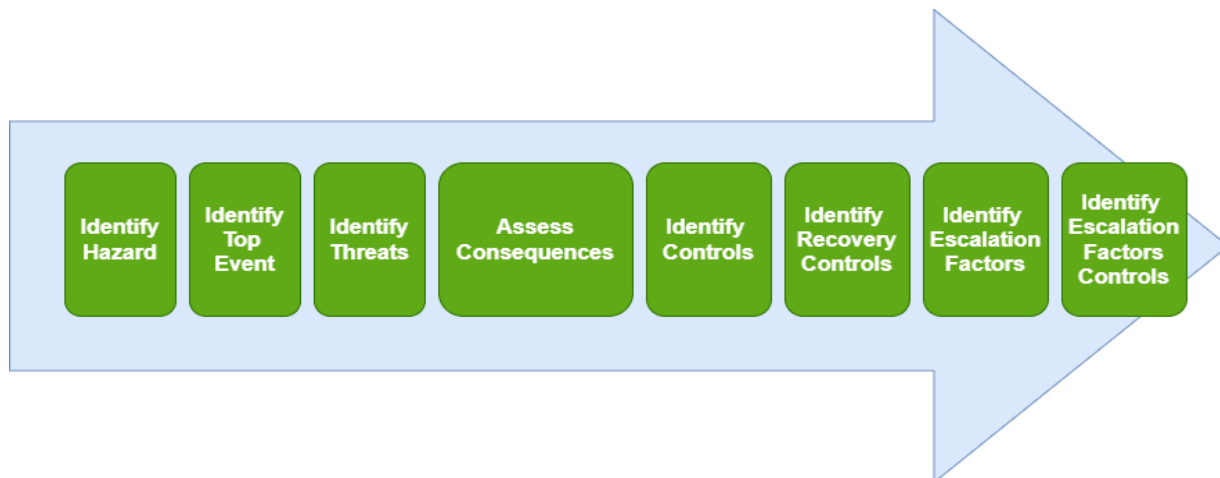 Identify
Hazard
Identify
Top
Event
Identify
Threats
Assess
Consequences
Identify
Controls
Identify
Recovery
Controls
Identify
Escalation
Factors
Identify
Escalation
Factors
Controls